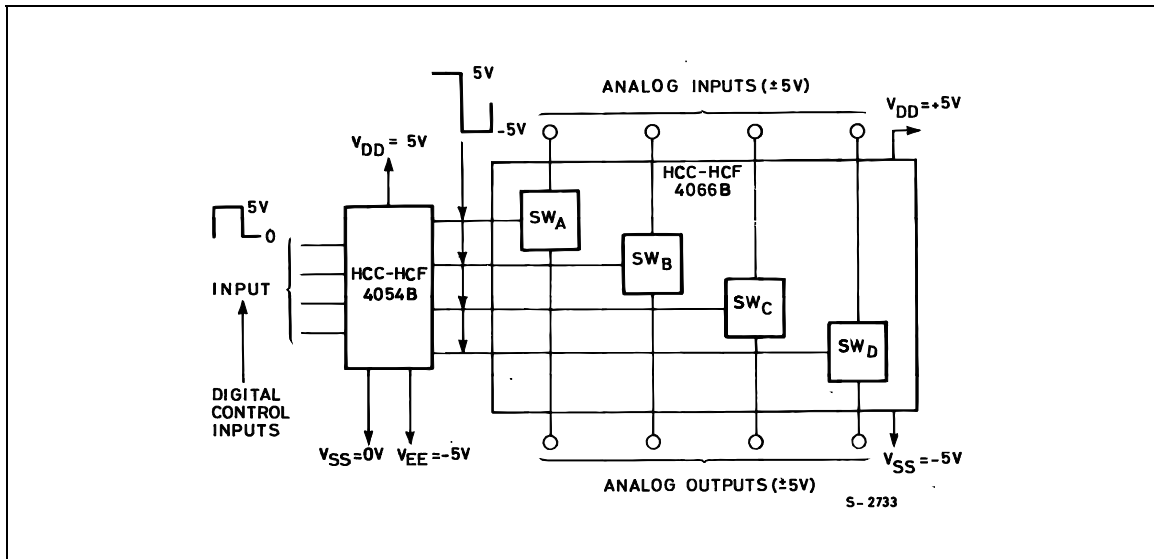 5V
-5V
ANALOG INPUTS (±5V)
VDD=+5V
VDD= 5V
HCC-HCF
4066B
5V
0
SWA
HCC-HCF
4054B
SWB
INPUT
SWC
SWD
DIGITAL
CONTROL
INPUTS
VSS=0V
VEE=-5V
VSS=-5V
ANALOG OUTPUTS (±5V)
S-2733